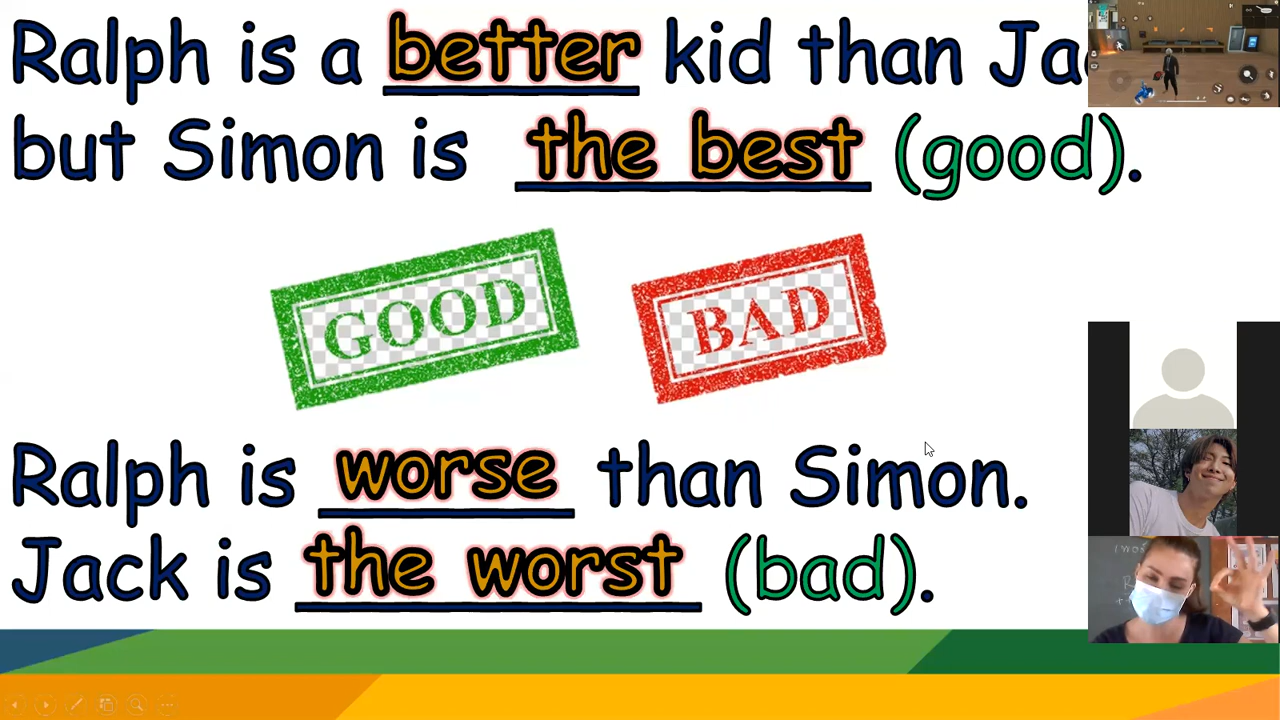 Ralph is a better kid than Ja
but Simon is the best (good).
GOOD
BAD
Ralph is worse than Simon.
Jack is the worst (bad).